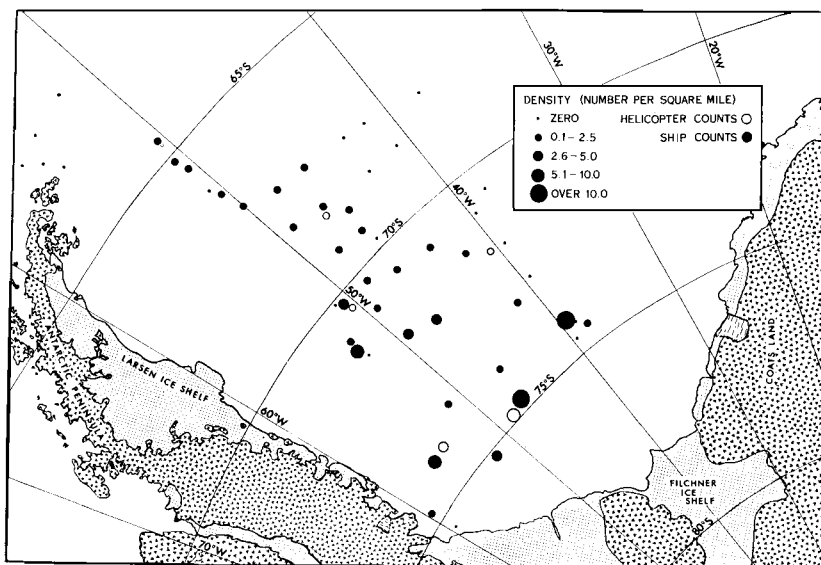 65°S
30°W
20°W
DENSITY (NUMBER PER SQUARE MILE)
ZERO
HELICOPTER COUNTS
0.1-2.5
SHIP COUNTS
2.6-5.0
5.1-10.0
OVER 10.0
40°W
70°S
50°W
75°S
COATS LAND
ANTARCTIC PENINSULA
LARSEN ICE SHELF
60°W
FILCHNER
ICE
SHELF
80°S
70°W